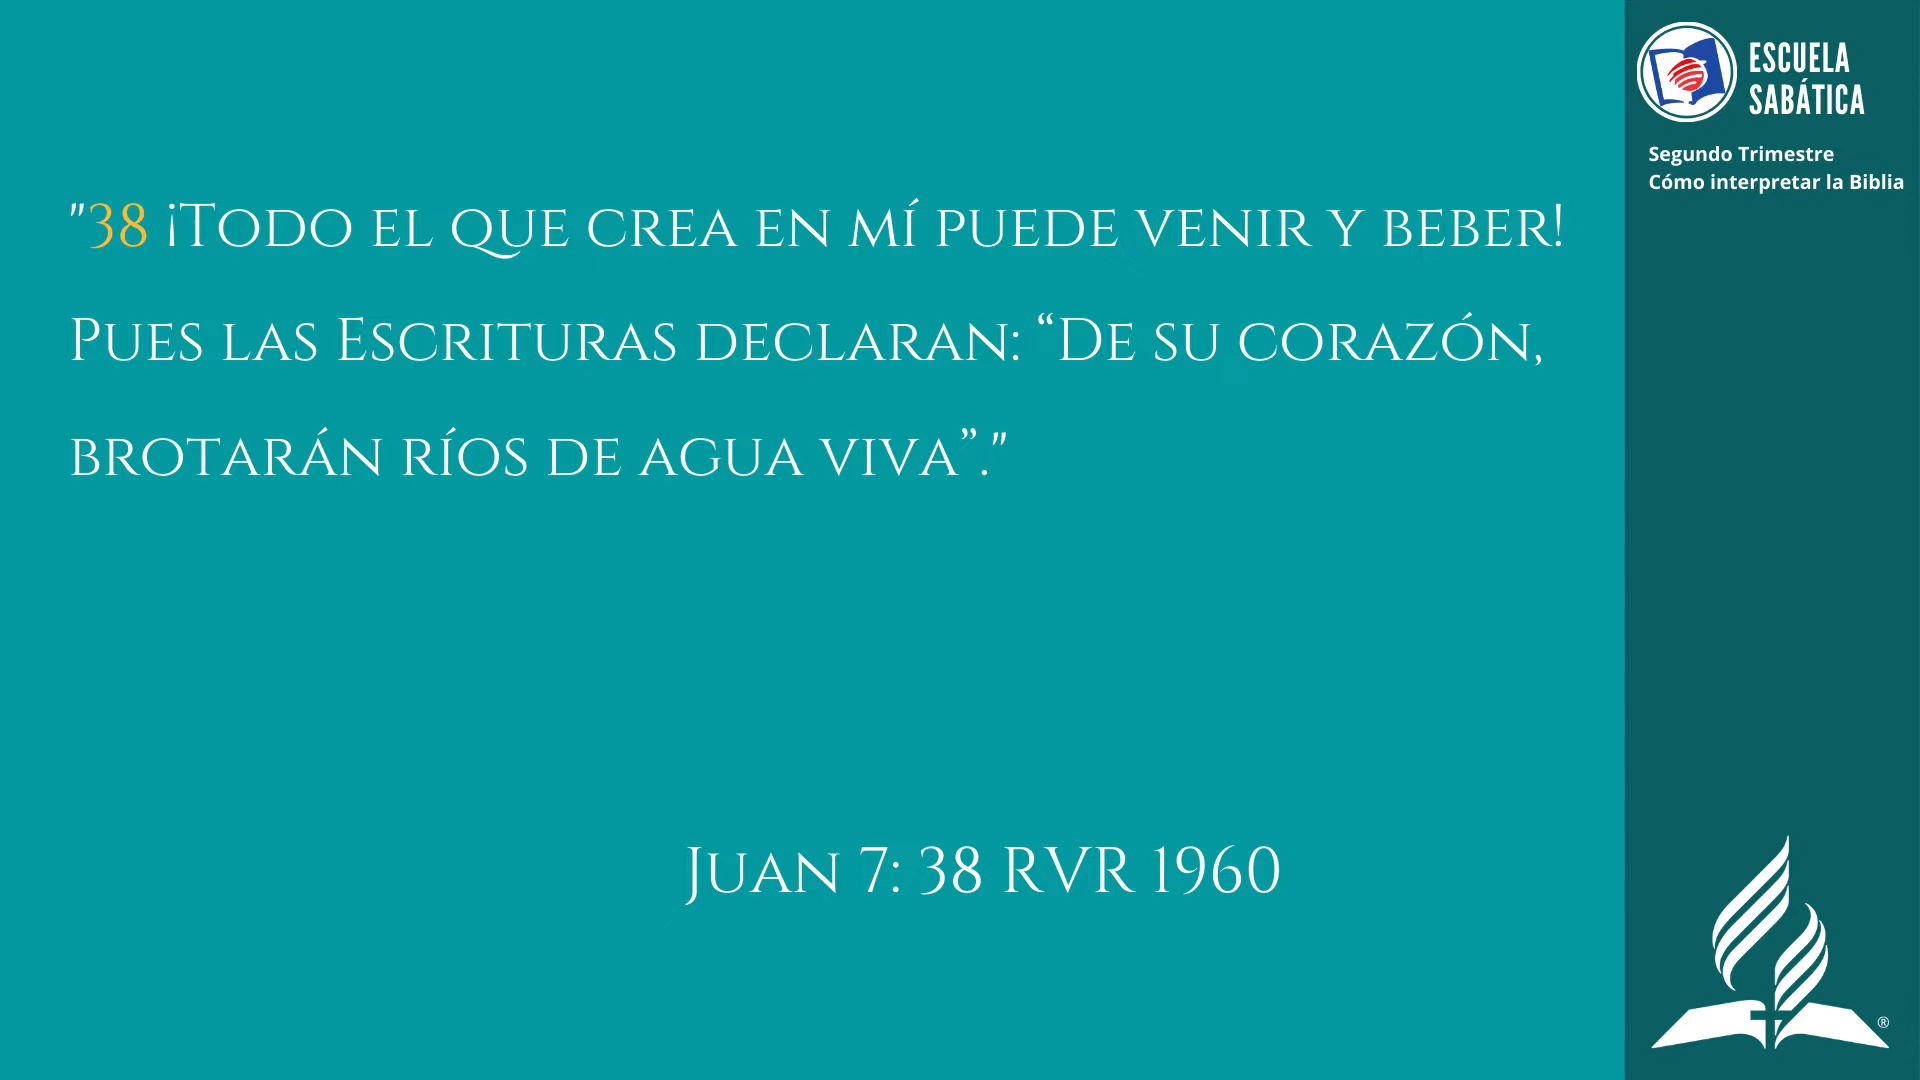 "38 ¡Todo el que crea en mí puede venir y beber!
Pues las Escrituras declaran: “De su corazón,
brotarán ríos de agua viva”."
Juan 7: 38 RVR 1960
ESCUELA
SABÁTICA
Segundo Trimestre
Cómo interpretar la Biblia
®